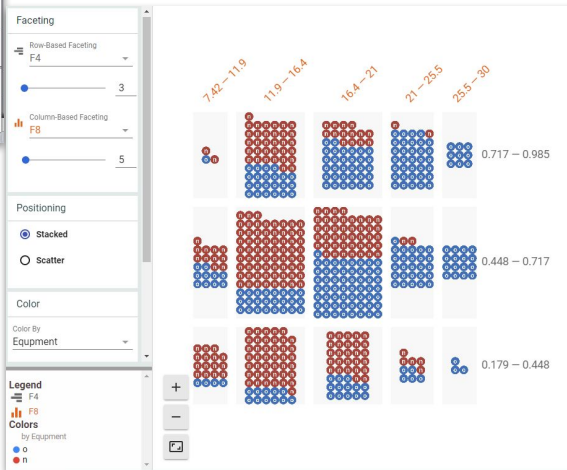 Faceting
Row-Based Faceting
F4
3
Column-Based Faceting
F8
5
Positioning
Stacked
Scatter
Color
Color By
Equpment
Legend
F4
F8
Colors
by Equpment
o
n
7.42 – 11.9
11.9 – 16.4
16.4 – 21
21 – 25.5
25.5 – 30
0.717 – 0.985
0.448 – 0.717
0.179 – 0.448